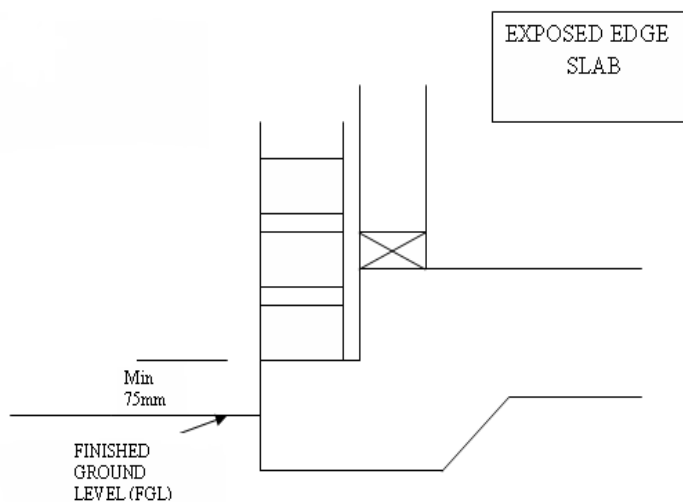 EXPOSED EDGE
SLAB
Min
75mm
FINISHED
GROUND
LEVEL (FGL)